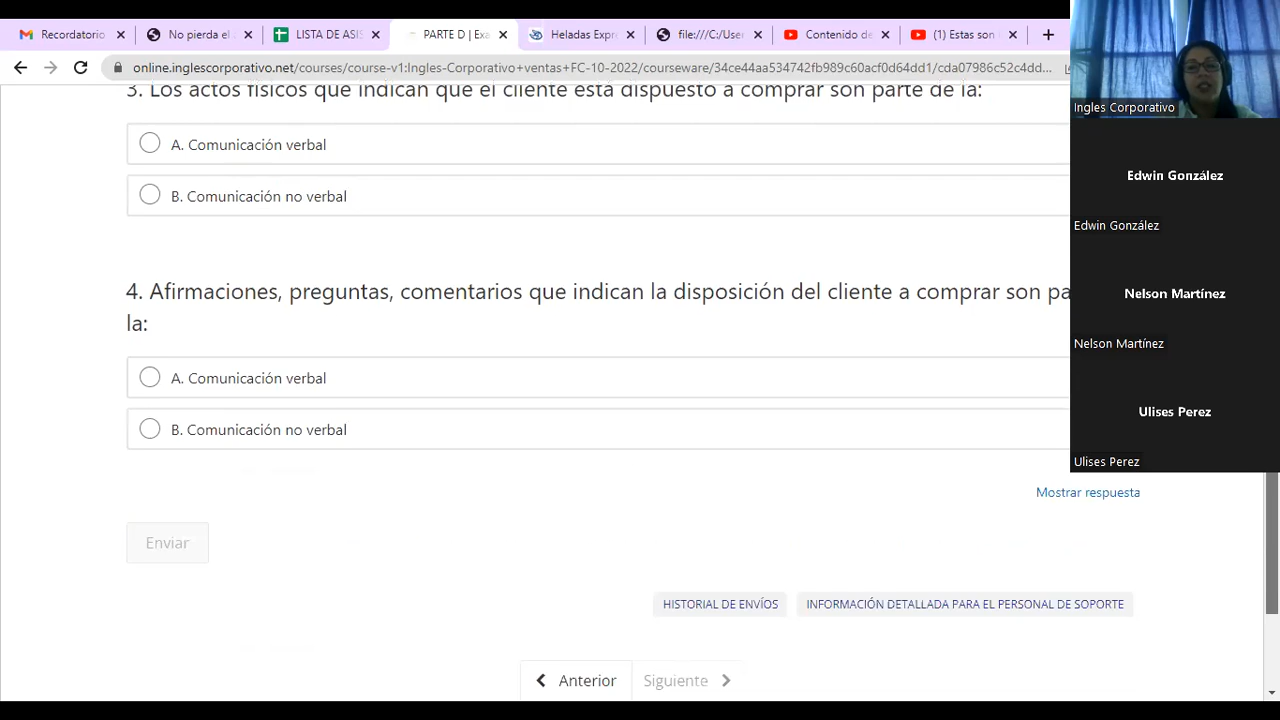 Recordatorio
No pierda el
LISTA DE ASIS
PARTE D | Exa
Heladas Expr
file:///C:/User
Contenido de
(1) Estas son
online.inglescorporativo.net/courses/course-v1:Ingles-Corporativo+ventas+FC-10-2022/courseware/34ce44aa534742fb989c60acf0d64dd1/cda07986c52c4dd...
3. Los actos físicos que indican que el cliente está dispuesto a comprar son parte de la:
A. Comunicación verbal
B. Comunicación no verbal
4. Afirmaciones, preguntas, comentarios que indican la disposición del cliente a comprar son pa
la:
A. Comunicación verbal
B. Comunicación no verbal
Mostrar respuesta
Enviar
HISTORIAL DE ENVÍOS
INFORMACIÓN DETALLADA PARA EL PERSONAL DE SOPORTE
Anterior
Siguiente
Ingles Corporativo
Edwin González
Edwin González
Nelson Martínez
Nelson Martínez
Ulises Perez
Ulises Perez